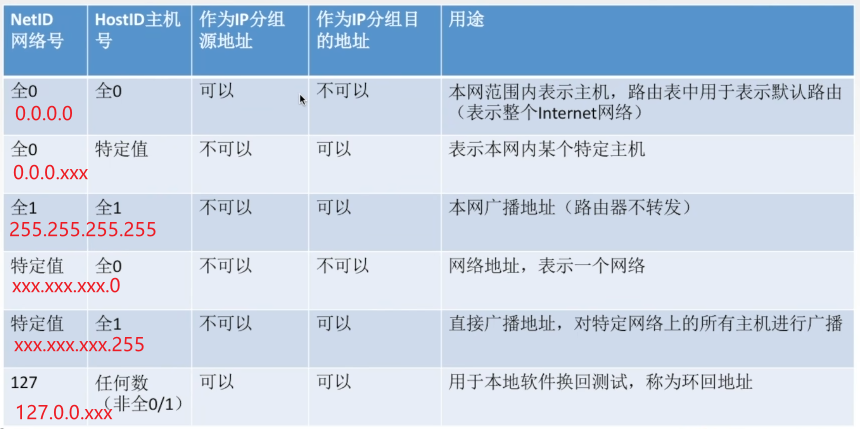 NetID 网络号 HostID主机号 作为IP分组源地址 作为IP分组目的地址 用途
全0 全0 可以 不可以 本网范围内表示主机，路由表中用于表示默认路由
（表示整个Internet网络）
0.0.0.0
全0 特定值 不可以 可以 表示本网内某个特定主机
0.0.0.xxx
全1 全1 不可以 可以 本网广播地址（路由器不转发）
255.255.255.255
特定值 全0 不可以 不可以 网络地址，表示一个网络
xxx.xxx.xxx.0
特定值 全1 不可以 可以 直接广播地址，对特定网络上的所有主机进行广播
xxx.xxx.xxx.255
127 任何数 可以 可以 用于本地软件换回测试，称为环回地址
（非全0/1）
127.0.0.xxx